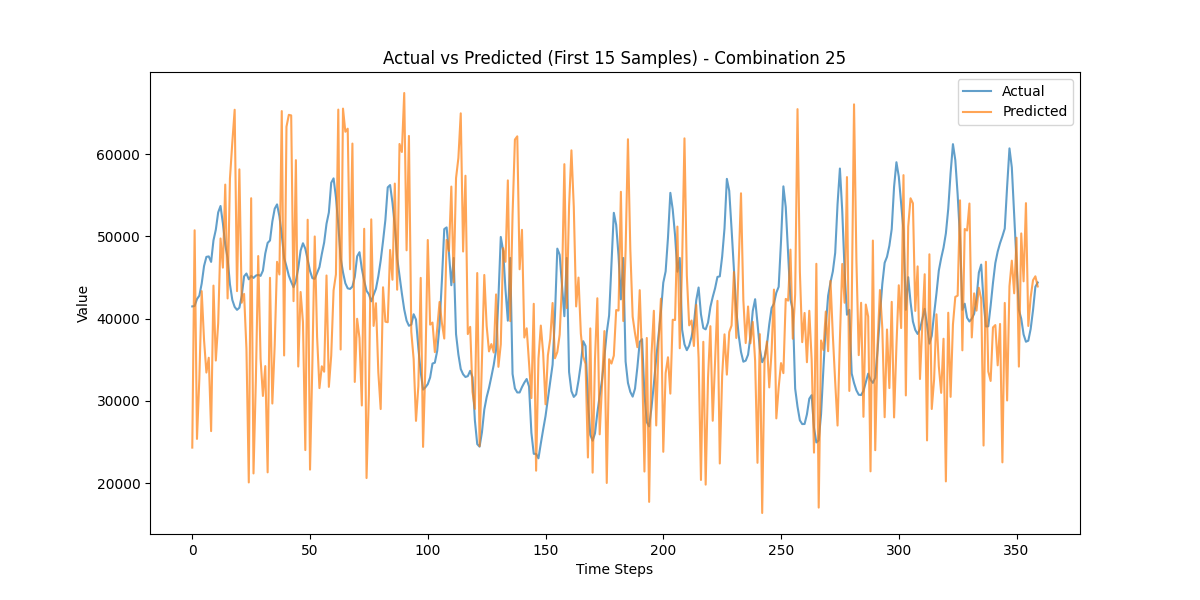 Actual vs Predicted (First 15 Samples) - Combination 25
Actual
Predicted
60000
50000
40000
30000
20000
Value
0 50 100 150 200 250 300 350
Time Steps